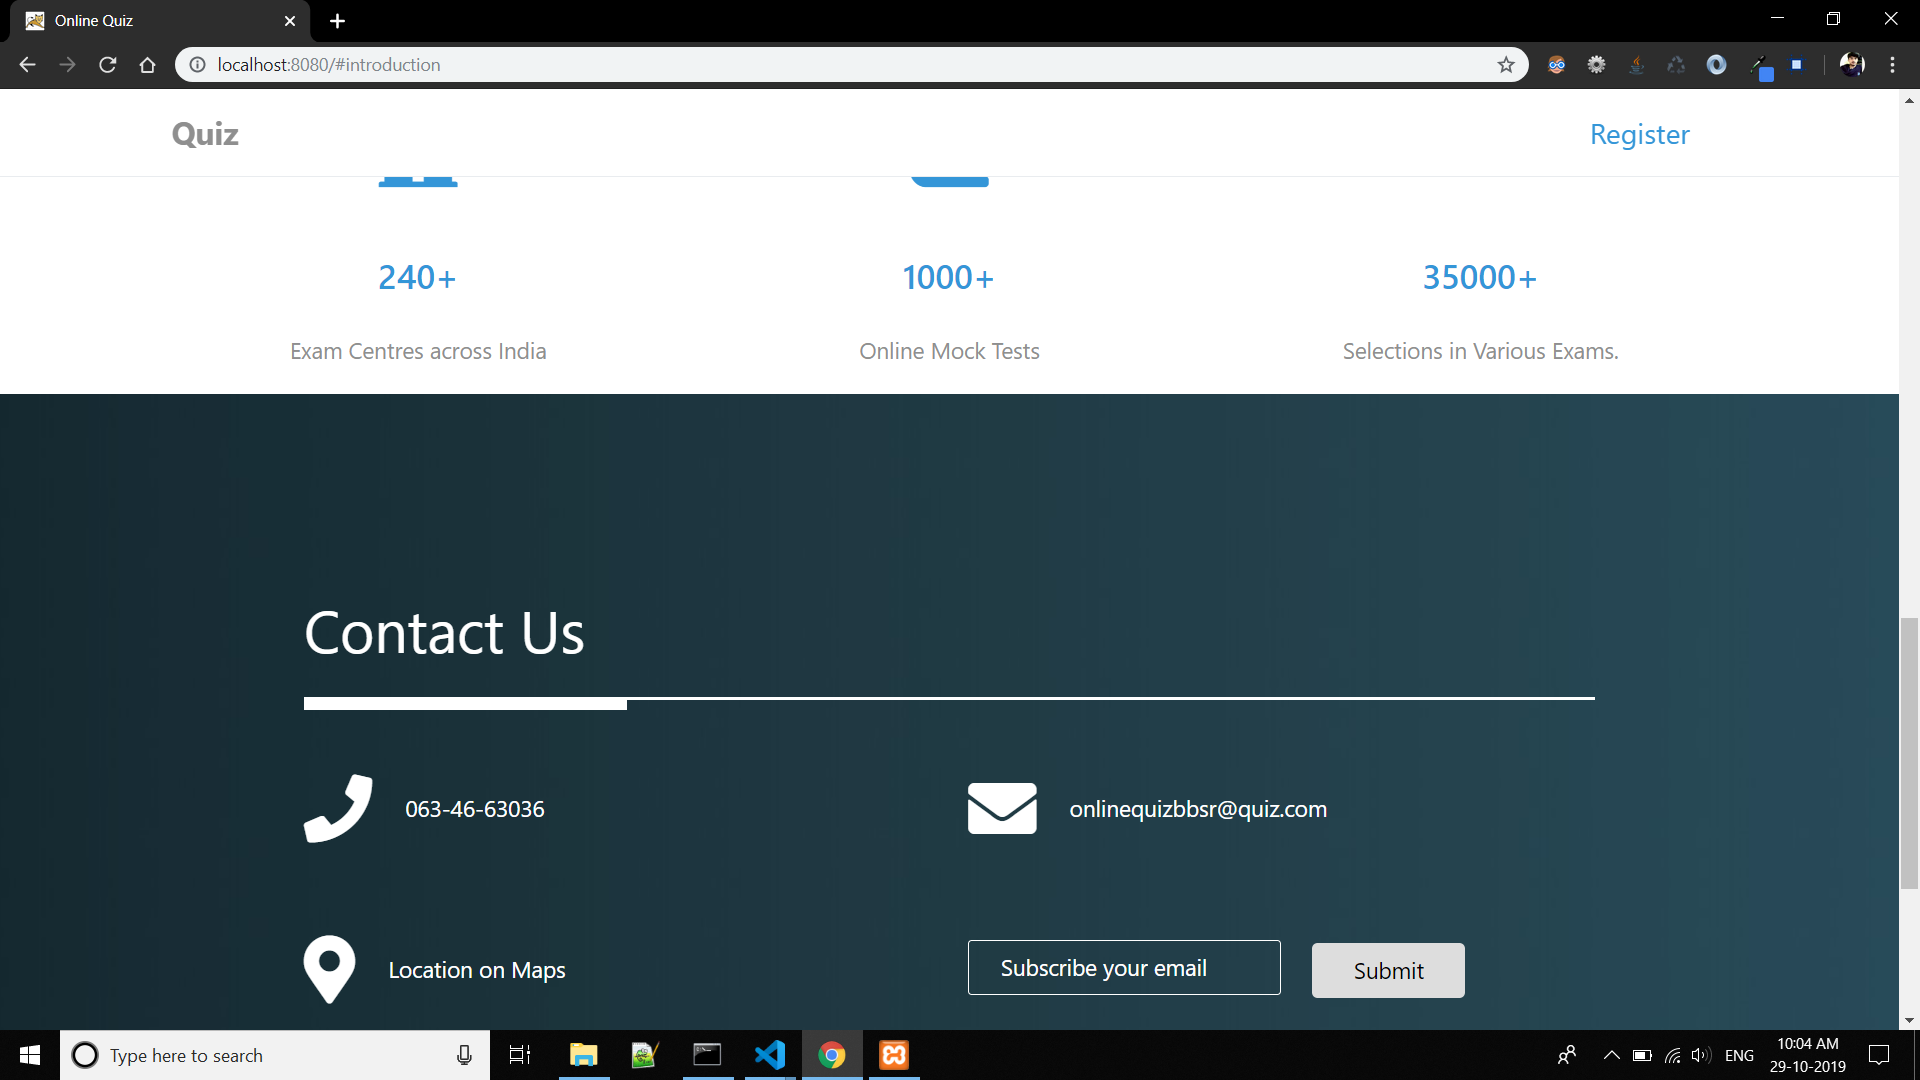 Online Quiz
localhost:8080/#introduction
Quiz
Register
240+
1000+
35000+
Exam Centres across India
Online Mock Tests
Selections in Various Exams.
Contact Us
063-46-63036
onlinequizbbsr@quiz.com
Location on Maps
Subscribe your email
Submit
Type here to search
ENG
10:04 AM
29-10-2019